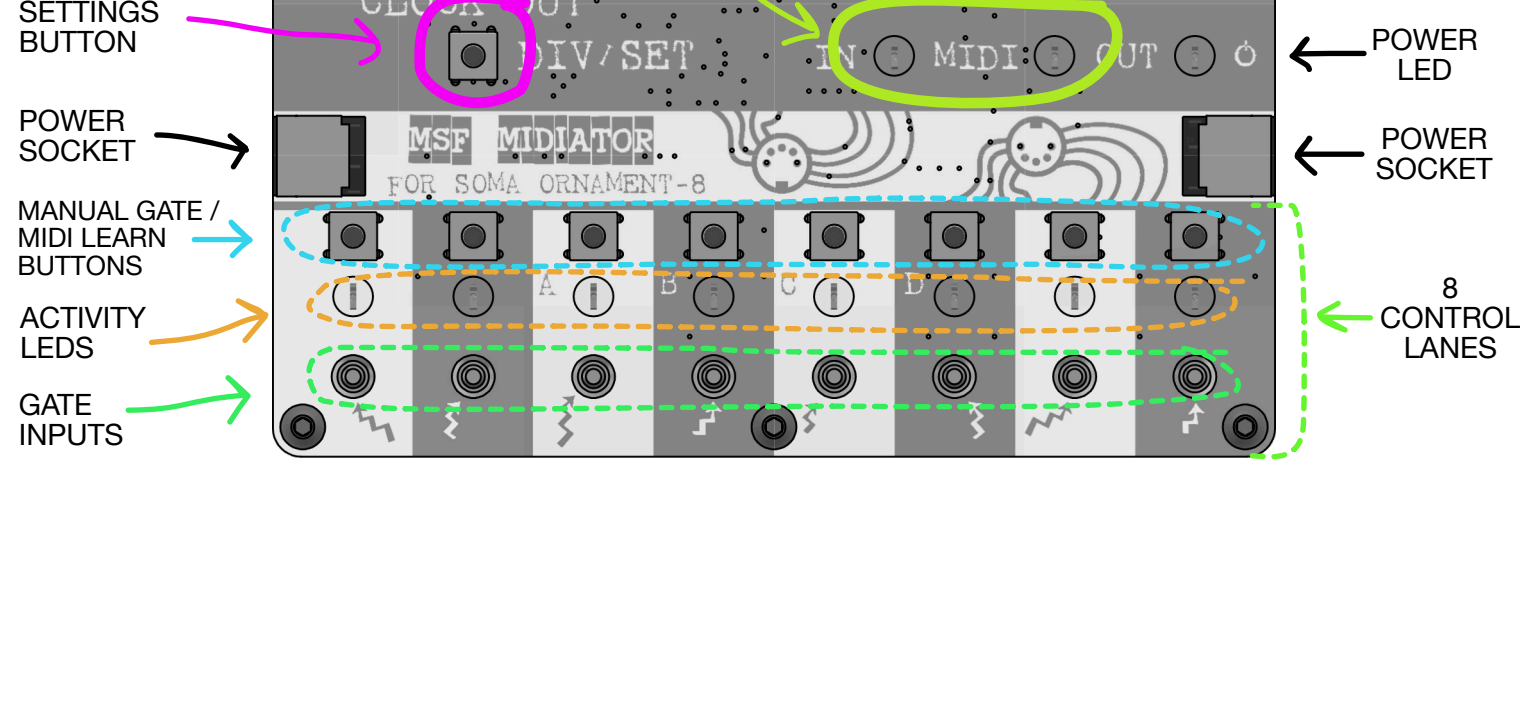 CLOCK OUT
SETTINGS
BUTTON
DIV/SET
IN MIDI OUT
POWER
LED
POWER
SOCKET
MSF MIDIATOR
FOR SOMA ORNAMENT-8
POWER
SOCKET
MANUAL GATE /
MIDI LEARN
BUTTONS
A B C D
ACTIVITY
LEDS
8
CONTROL
LANES
GATE
INPUTS